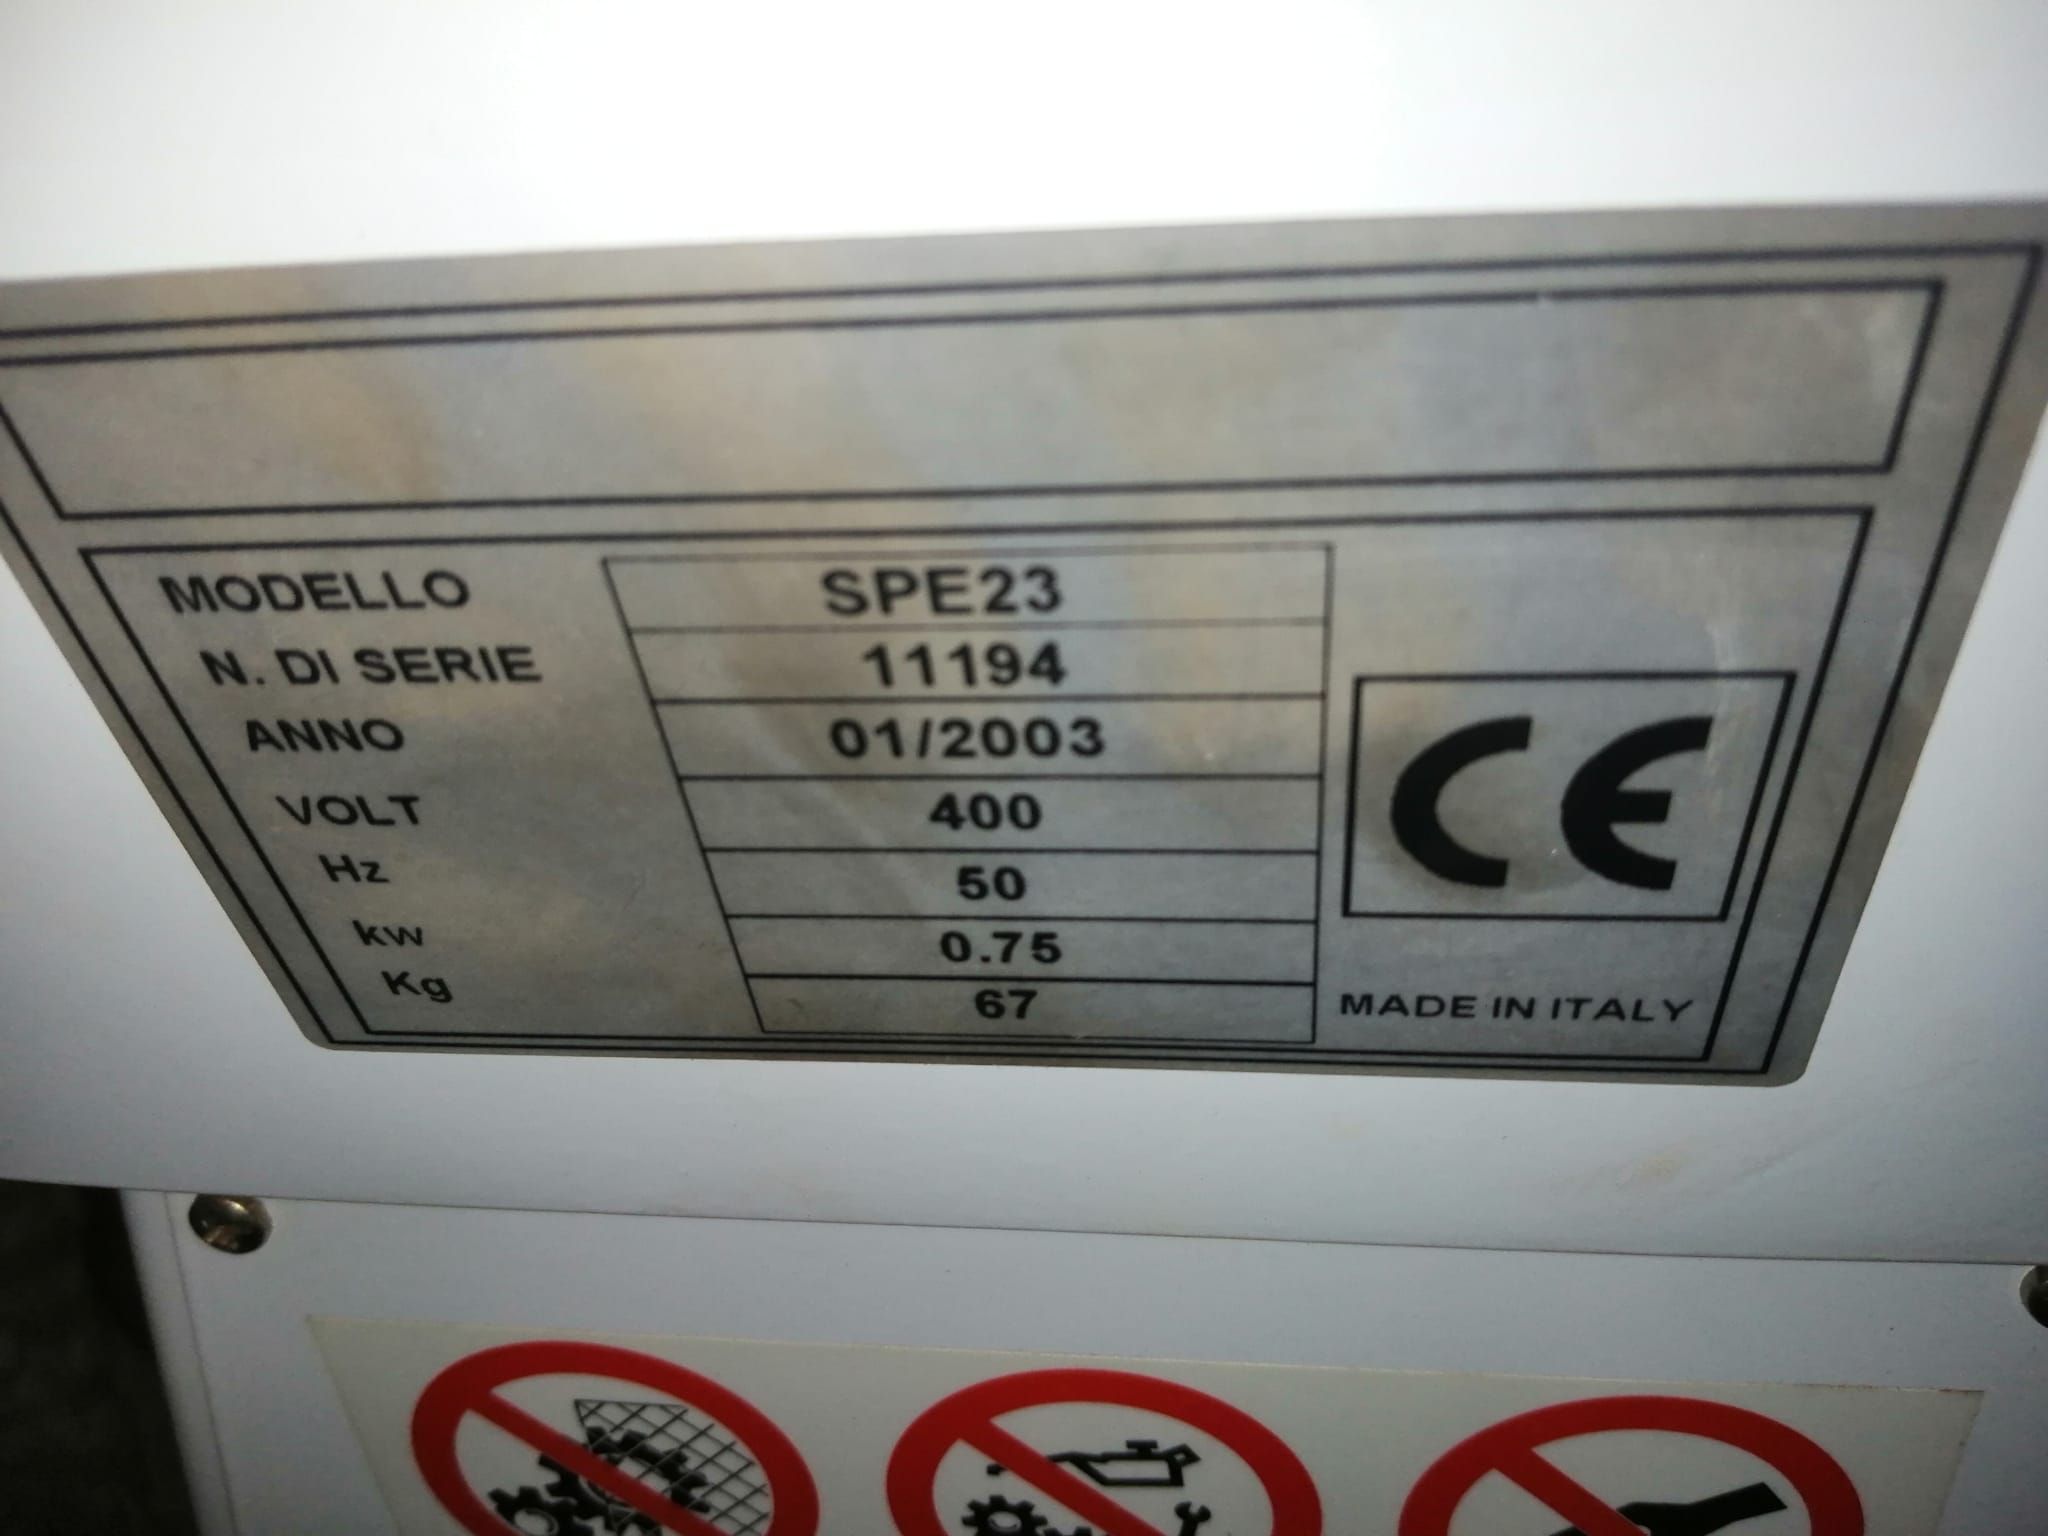 MODELLO SPE23
N. DI SERIE 11194
ANNO 01/2003
VOLT 400
Hz 50
kw 0.75
Kg 67
CE
MADE IN ITALY